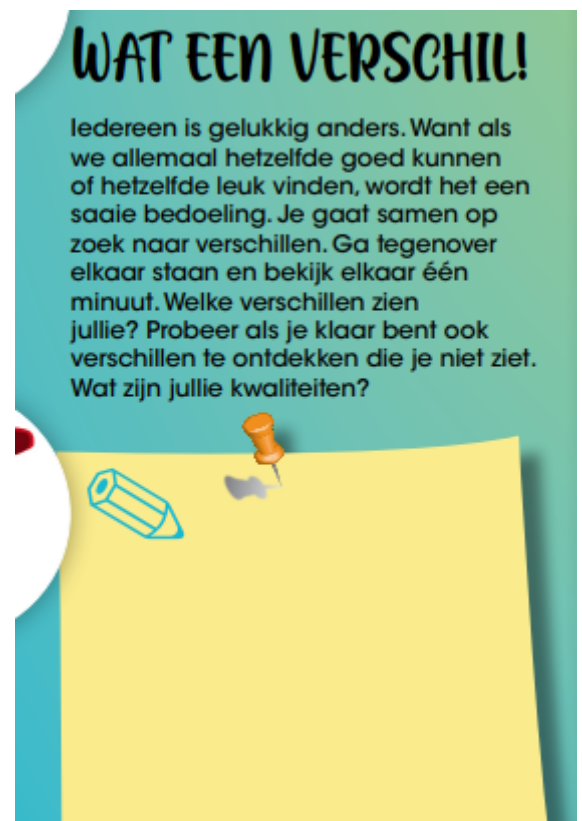 WAT EEN VERSCHIL!
Iedereen is gelukkig anders. Want als
we allemaal hetzelfde goed kunnen
of hetzelfde leuk vinden, wordt het een
saaie bedoeling. Je gaat samen op
zoek naar verschillen. Ga tegenover
elkaar staan en bekijk elkaar één
minuut. Welke verschillen zien
jullie? Probeer als je klaar bent ook
verschillen te ontdekken die je niet ziet.
Wat zijn jullie kwaliteiten?